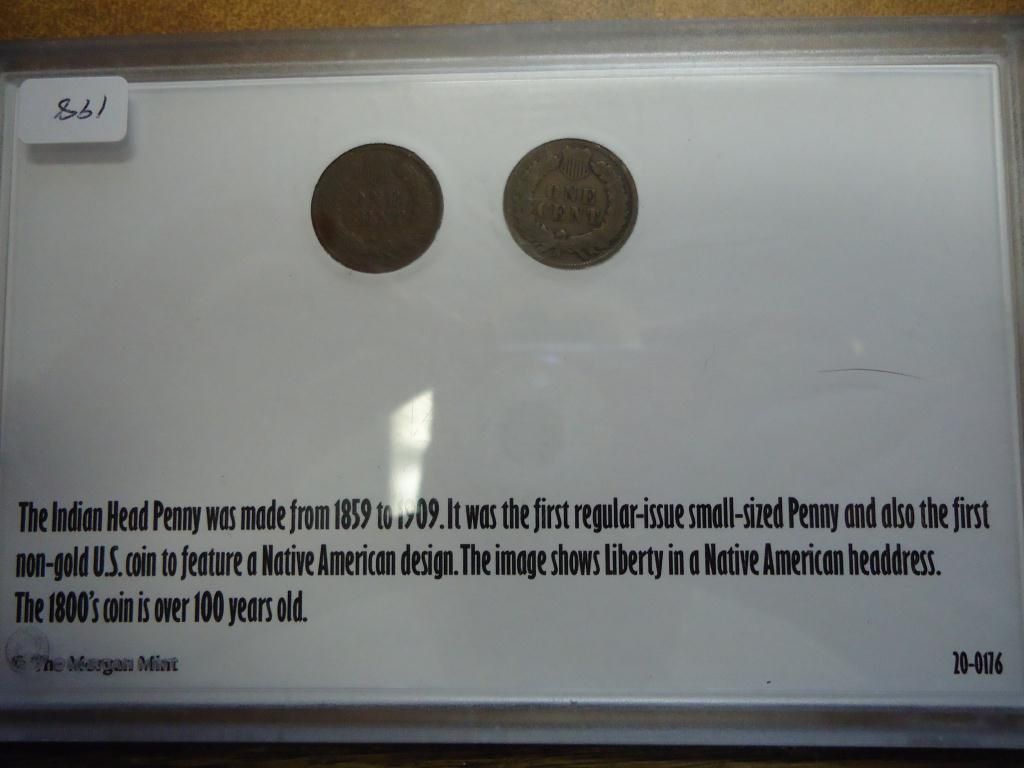 198
ONE
CENT
ONE
CENT
The Indian Head Penny was made from 1859 to 1909. It was the first regular-issue small-sized Penny and also the first
non-gold U.S. coin to feature a Native American design. The image shows Liberty in a Native American headdress.
The 1800's coin is over 100 years old.
© The Morgan Mint
20-0176